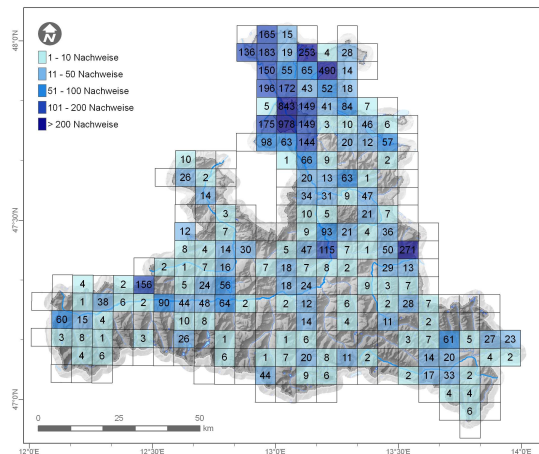 165 15
48°0'N
136 183 19 253 4 28
1 - 10 Nachweise
150 55 65 490 14
11 - 50 Nachweise
196 172 43 52 18
51 - 100 Nachweise
5 843 149 41 84 7
101 - 200 Nachweise
175 978 149 3 10 46 6
> 200 Nachweise
98 63 144 20 12 57
10 1 66 9 2
26 2 20 13 63 1
14 34 31 9 47
3 10 5 21 7
47°30'N
12 7 9 93 21 4 36
8 4 14 30 5 47 115 7 1 50 271
2 1 7 16 7 18 7 8 2 29 13
4 2 156 5 24 56 18 24 9 3 7
1 38 6 2 90 44 48 64 2 12 6 2 28 7
60 15 4 10 8 14 4 11 2
3 8 1 3 26 1 1 6 3 7 61 5 27 23
4 6 6 1 7 20 8 11 2 14 20 4 2
44 9 6 2 17 33 2
47°0'N
4 4
6
0 25 50
km
12°0'E 12°30'E 13°0'E 13°30'E 14°0'E